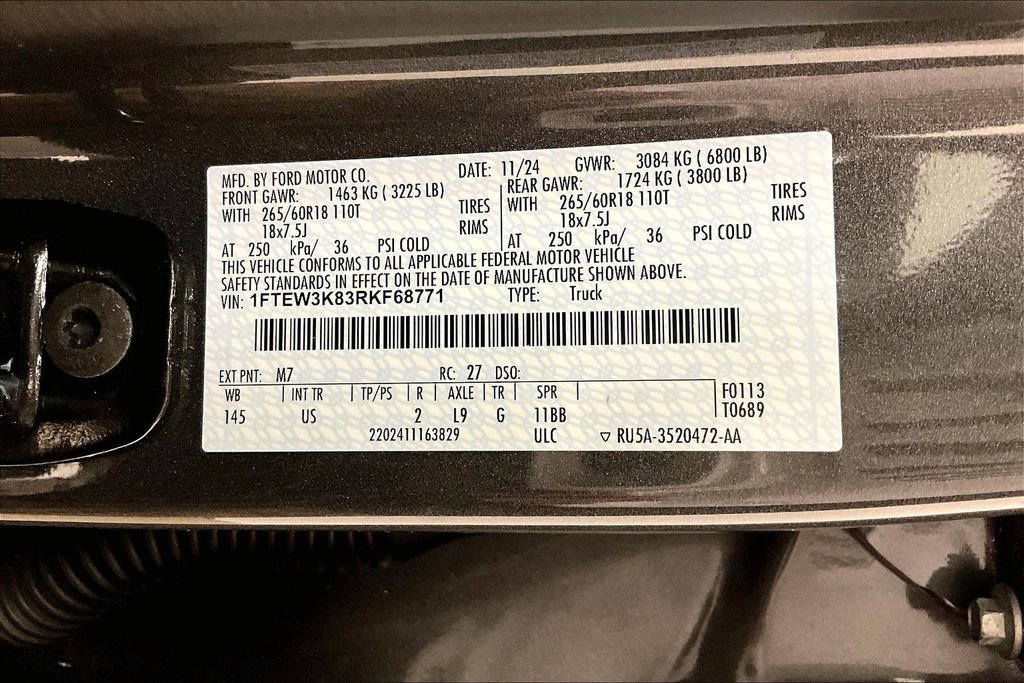 MFD. BY FORD MOTOR CO. DATE: 11/24 GVWR: 3084 KG ( 6800 LB)
FRONT GAWR: 1463 KG ( 3225 LB) REAR GAWR: 1724 KG ( 3800 LB)
WITH 265/60R18 110T TIRES WITH 265/60R18 110T TIRES
18x7.5J RIMS 18x7.5J RIMS
AT 250 kPa/ 36 PSI COLD AT 250 kPa/ 36 PSI COLD
THIS VEHICLE CONFORMS TO ALL APPLICABLE FEDERAL MOTOR VEHICLE
SAFETY STANDARDS IN EFFECT ON THE DATE OF MANUFACTURE SHOWN ABOVE.
VIN: 1FTEW3K83RKF68771 TYPE: Truck
EXT PNT: M7 RC: 27 DSO:
WB | INT TR | TP/PS | R | AXLE | TR | SPR | F0113
145 US 2 L9 G 11BB T0689
2202411163829 ULC ▽ RU5A-3520472-AA